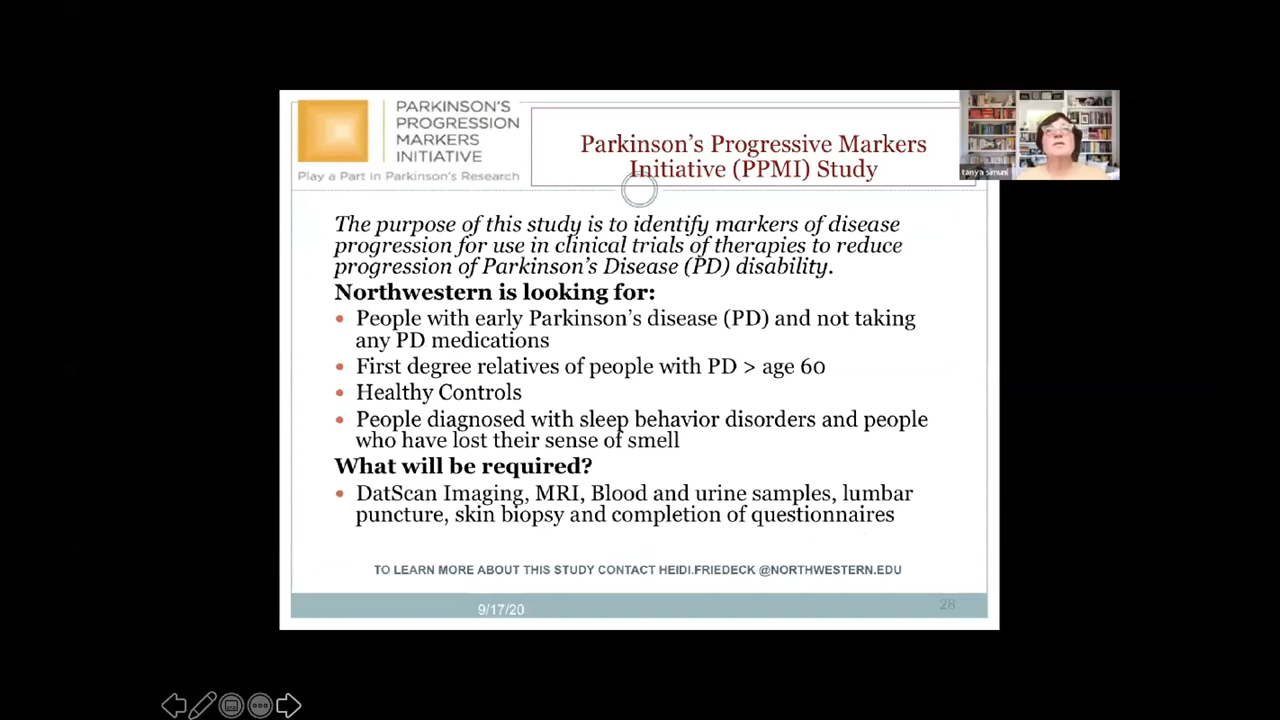 PARKINSON'S
PROGRESSION
MARKERS
INITIATIVE
Play a Part in Parkinson's Research
Parkinson's Progressive Markers
Initiative (PPMI) Study
tanya simuni
The purpose of this study is to identify markers of disease
progression for use in clinical trials of therapies to reduce
progression of Parkinson's Disease (PD) disability.
Northwestern is looking for:
• People with early Parkinson's disease (PD) and not taking
any PD medications
• First degree relatives of people with PD > age 60
• Healthy Controls
• People diagnosed with sleep behavior disorders and people
who have lost their sense of smell
What will be required?
• DatScan Imaging, MRI, Blood and urine samples, lumbar
puncture, skin biopsy and completion of questionnaires
TO LEARN MORE ABOUT THIS STUDY CONTACT HEIDI.FRIEDECK @NORTHWESTERN.EDU
9/17/20
28